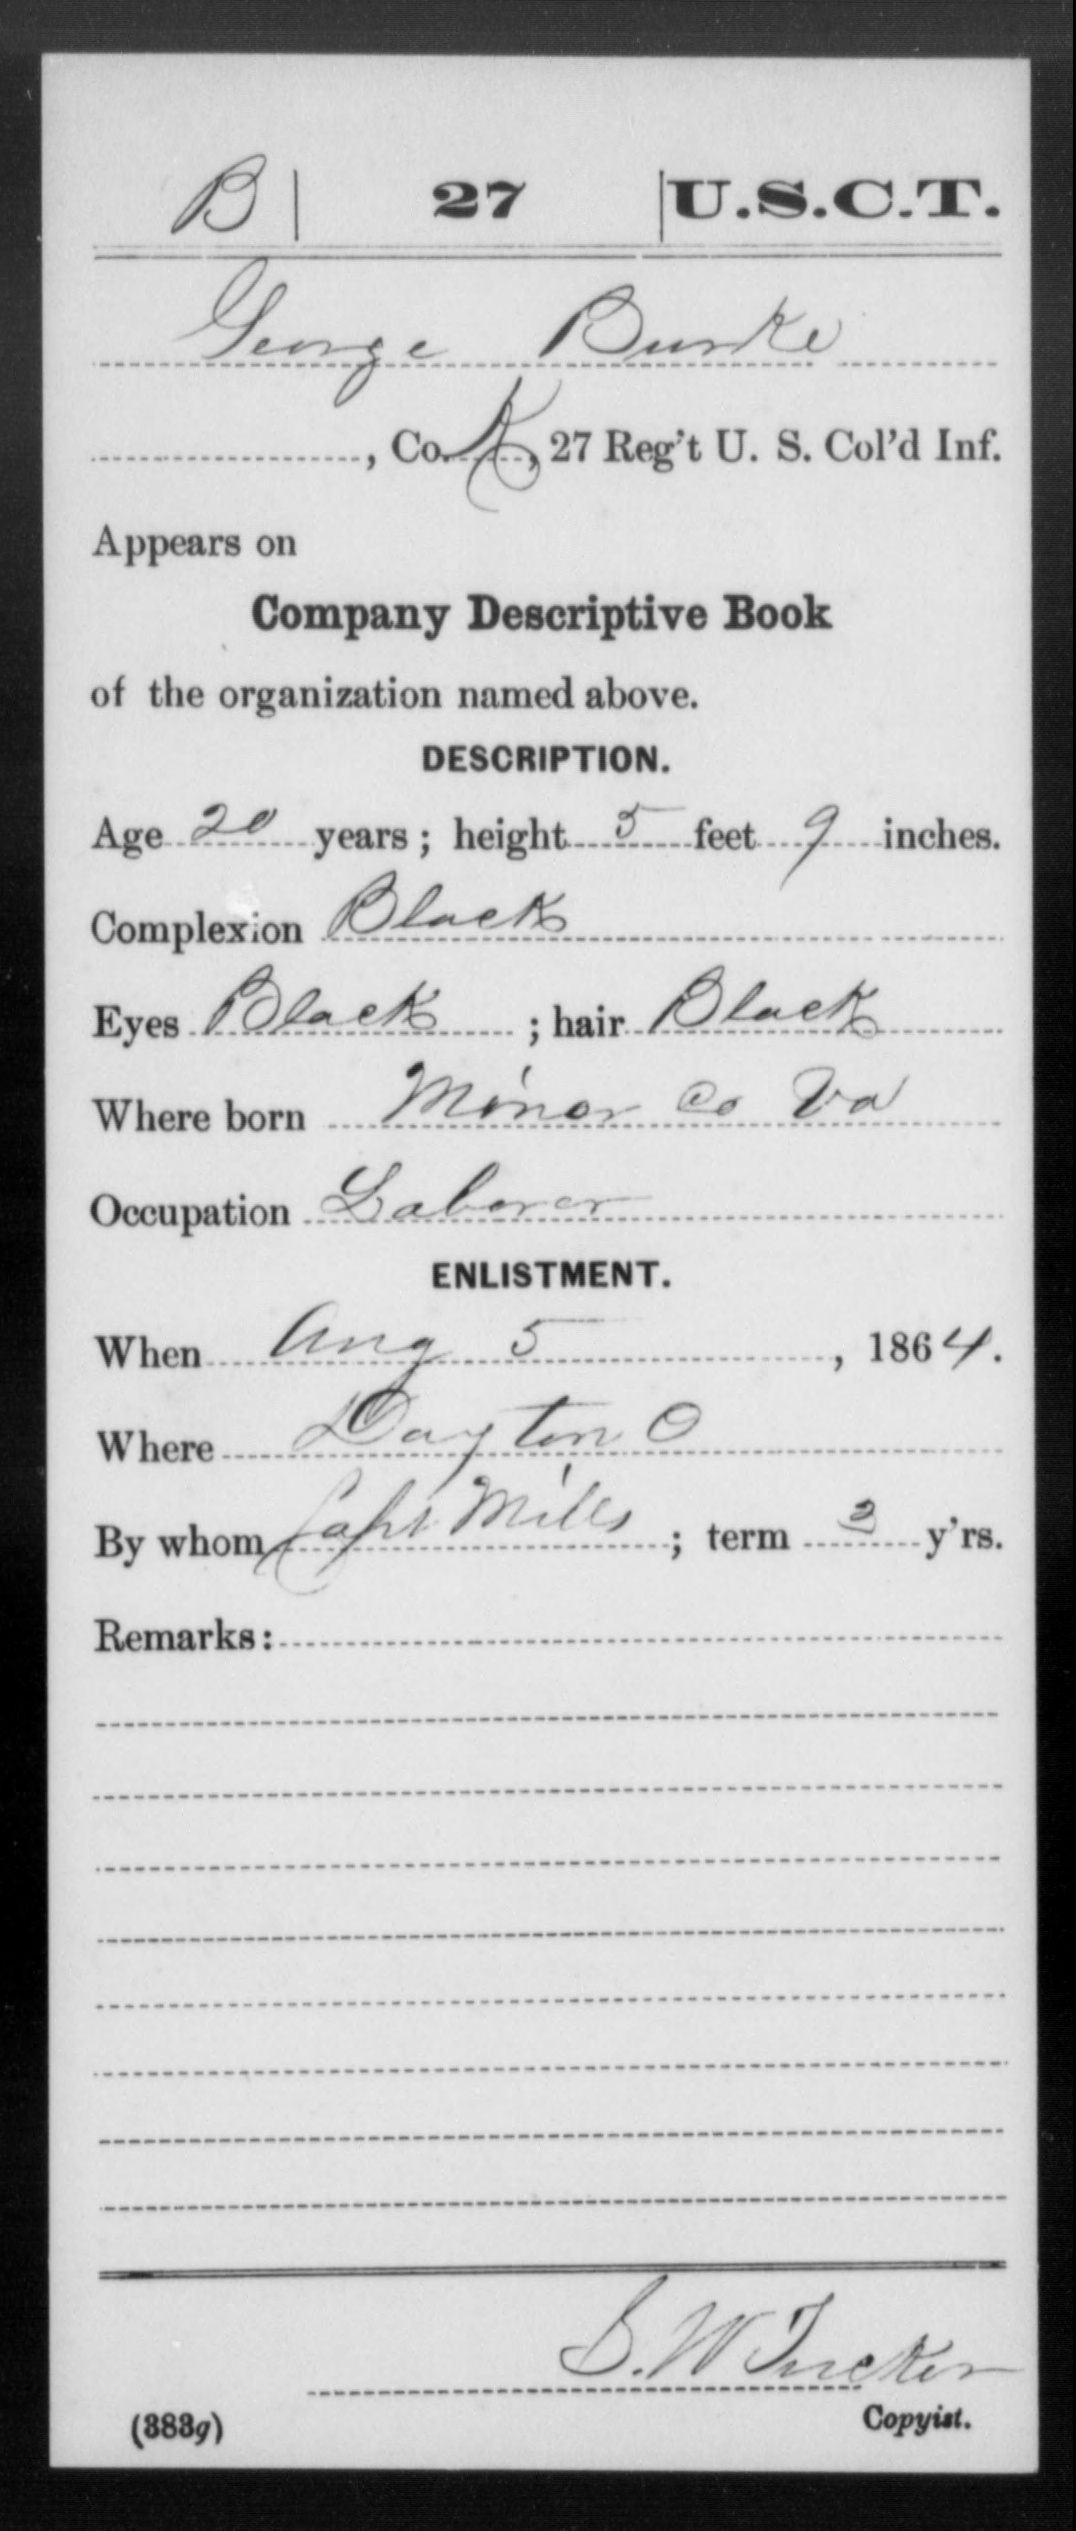 B | 27 | U.S.C.T.
George Burke
, Co. K, 27 Reg't U. S. Col'd Inf.
Appears on
Company Descriptive Book
of the organization named above.
DESCRIPTION.
Age 20 years; height 5 feet 9 inches.
Complexion Black
Eyes Black ; hair Black
Where born Minor Co Va
Occupation Laborer
ENLISTMENT.
When Aug 5 , 1864.
Where Dayton O
By whom Capt Mills ; term y'rs.
Remarks:
S. W. Tucker
(383g) Copyist.